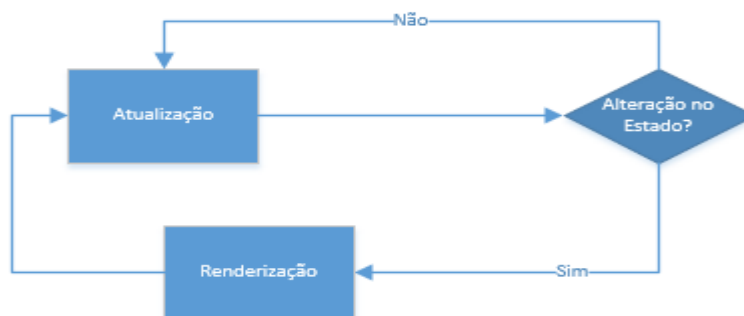 Não
Atualização
Alteração no
Estado?
Renderização
Sim